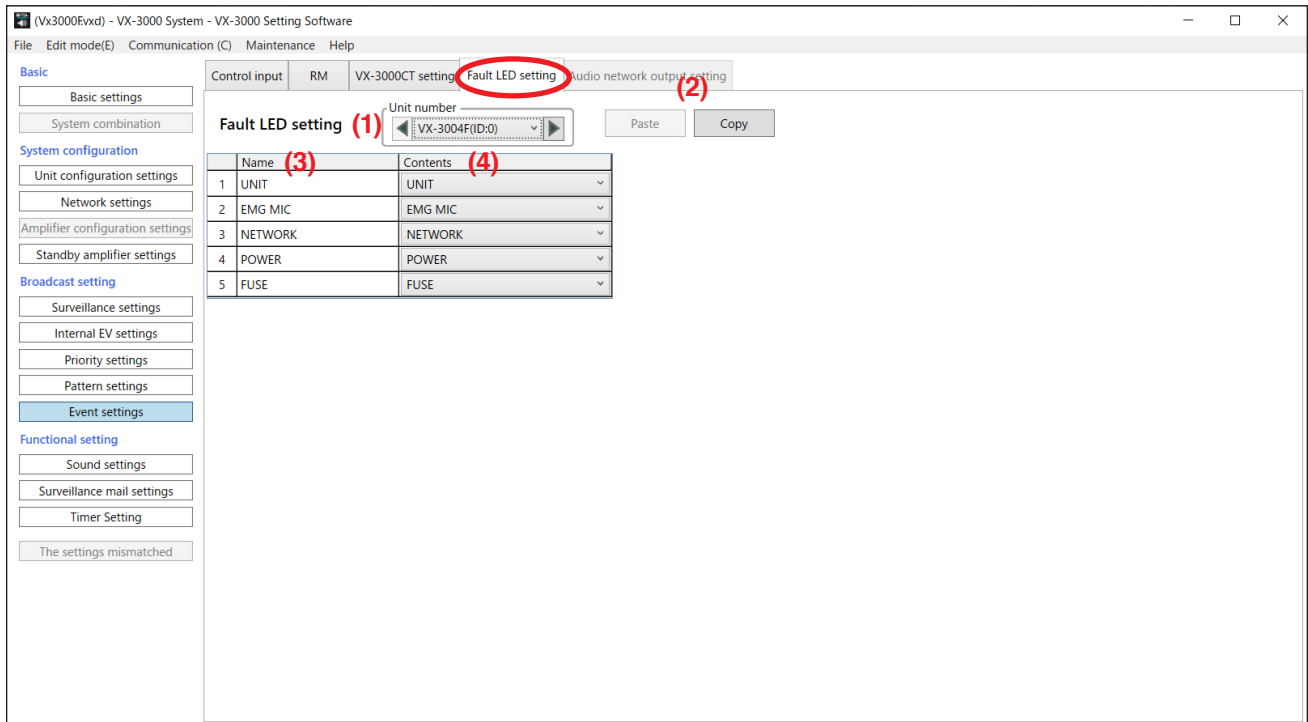 (Vx3000F.vxd) - VX-3000 System - VX-3000 Setting Software
File Edit mode(E) Communication (C) Maintenance Help
Basic
Basic settings
System combination
System configuration
Unit configuration settings
Network settings
Amplifier configuration settings
Standby amplifier settings
Broadcast setting
Surveillance settings
Internal EV settings
Priority settings
Pattern settings
Event settings
Functional setting
Sound settings
Surveillance mail settings
Timer Setting
The settings mismatched
Control input RM VX-3000CT setting Fault LED setting Audio network output setting
(2)
Unit number
Fault LED setting (1) VX-3004F(ID:0) Paste Copy
Name (3) Contents (4)
1 UNIT UNIT
2 EMG MIC EMG MIC
3 NETWORK NETWORK
4 POWER POWER
5 FUSE FUSE